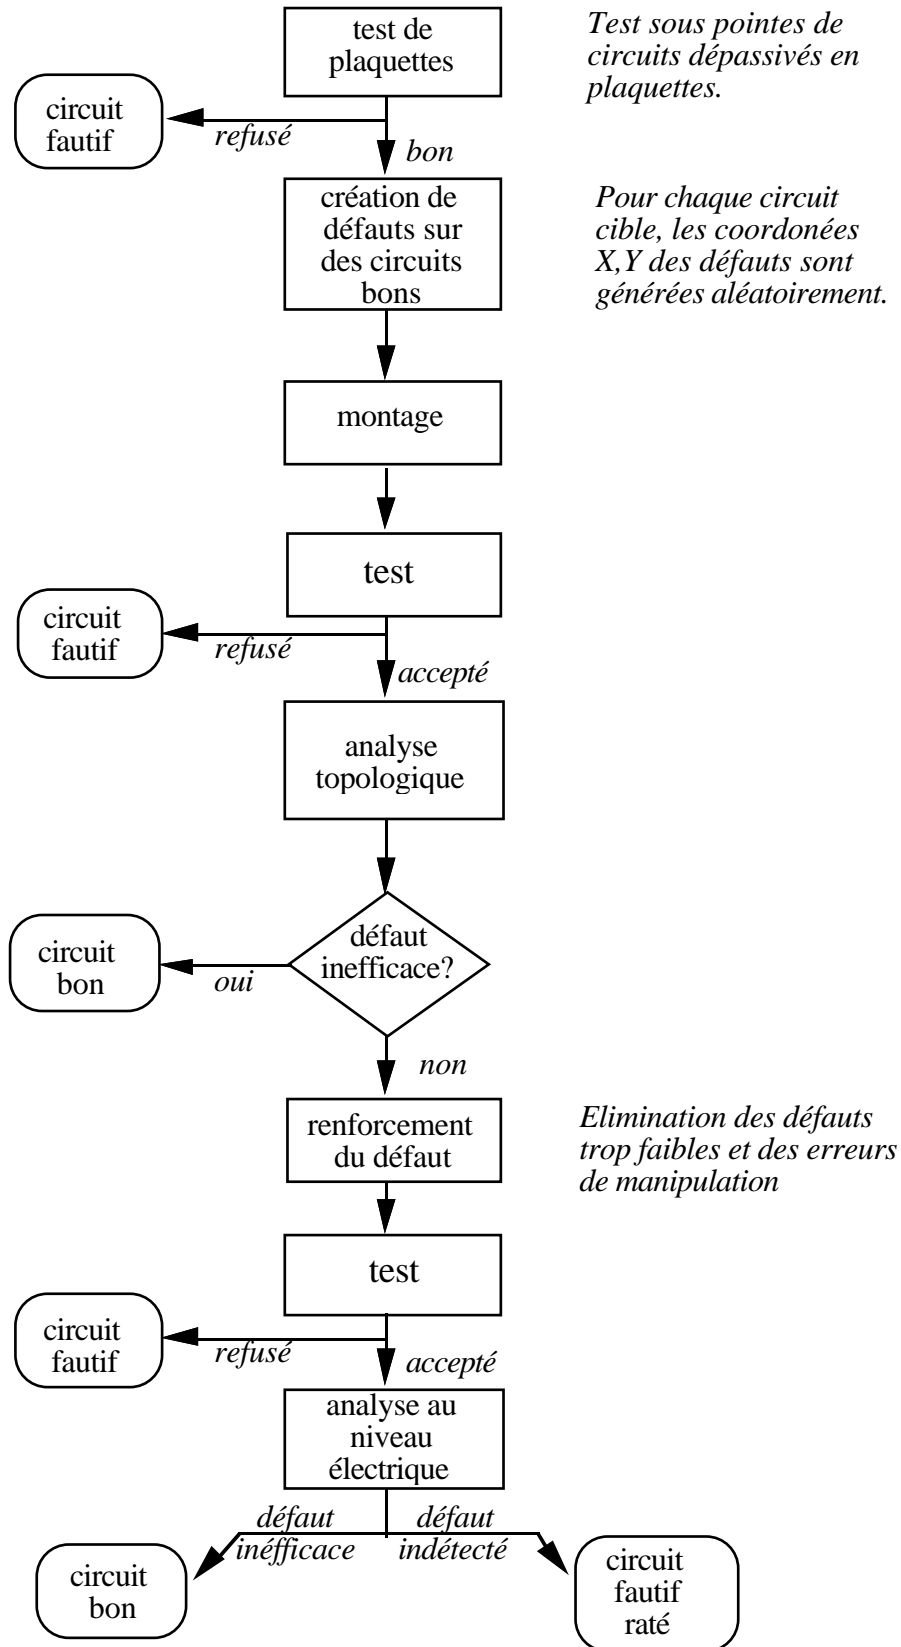 test de
plaquettes
Test sous pointes de
circuits dépassivés en
plaquettes.
circuit
fautif
refusé
bon
création de
défauts sur
des circuits
bons
Pour chaque circuit
cible, les coordonées
X,Y des défauts sont
générées aléatoirement.
montage
test
circuit
fautif
refusé
accepté
analyse
topologique
défaut
inefficace?
circuit
bon
oui
non
renforcement
du défaut
Elimination des défauts
trop faibles et des erreurs
de manipulation
test
circuit
fautif
refusé
accepté
analyse au
niveau
électrique
défaut
inéfficace
défaut
indétecté
circuit
bon
circuit
fautif
raté